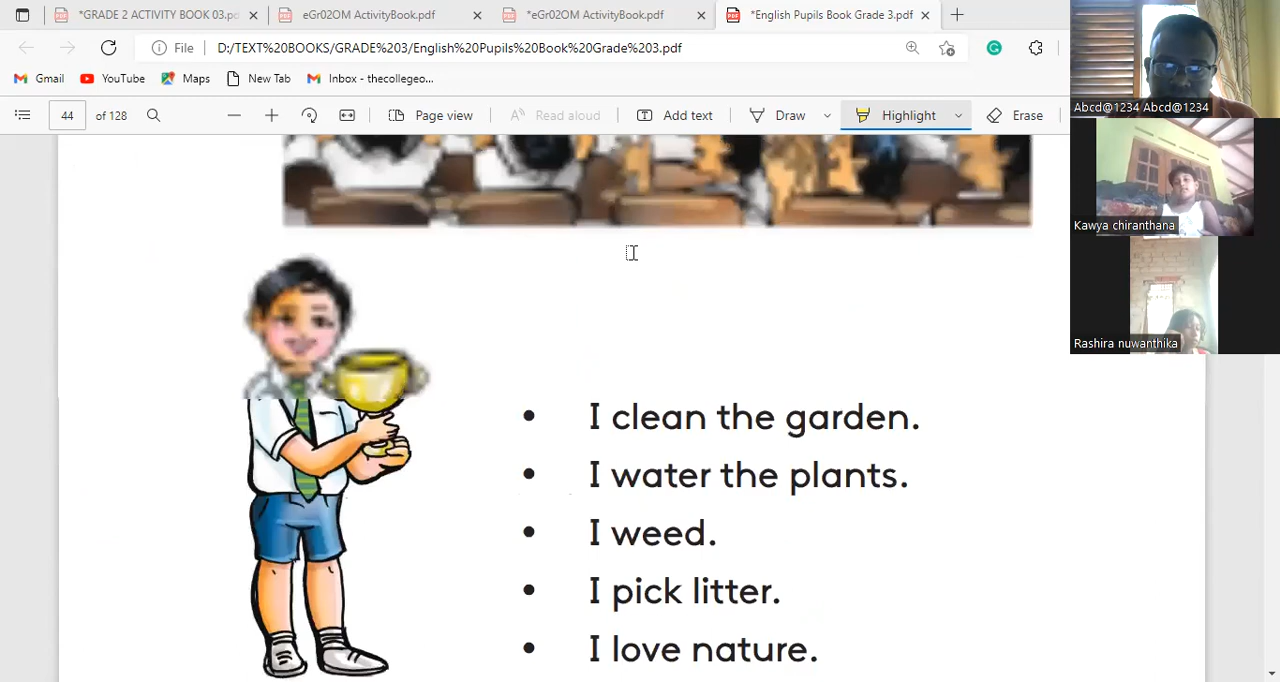 *GRADE 2 ACTIVITY BOOK 03.p
eGr02OM ActivityBook.pdf
*eGr02OM ActivityBook.pdf
*English Pupils Book Grade 3.pdf
File
D:/TAXT%20BOOKS/GRADE%203/English%20Pupils%20Book%20Grade%203.pdf
Gmail
YouTube
Maps
New Tab
Inbox - thecollegeo...
44 of 128
Page view
Read aloud
Add text
Draw
Highlight
Erase
Abcd@1234 Abcd@1234
Kawya chiranthana
Rashira nuwanthika
• I clean the garden.
• I water the plants.
• I weed.
• I pick litter.
• I love nature.